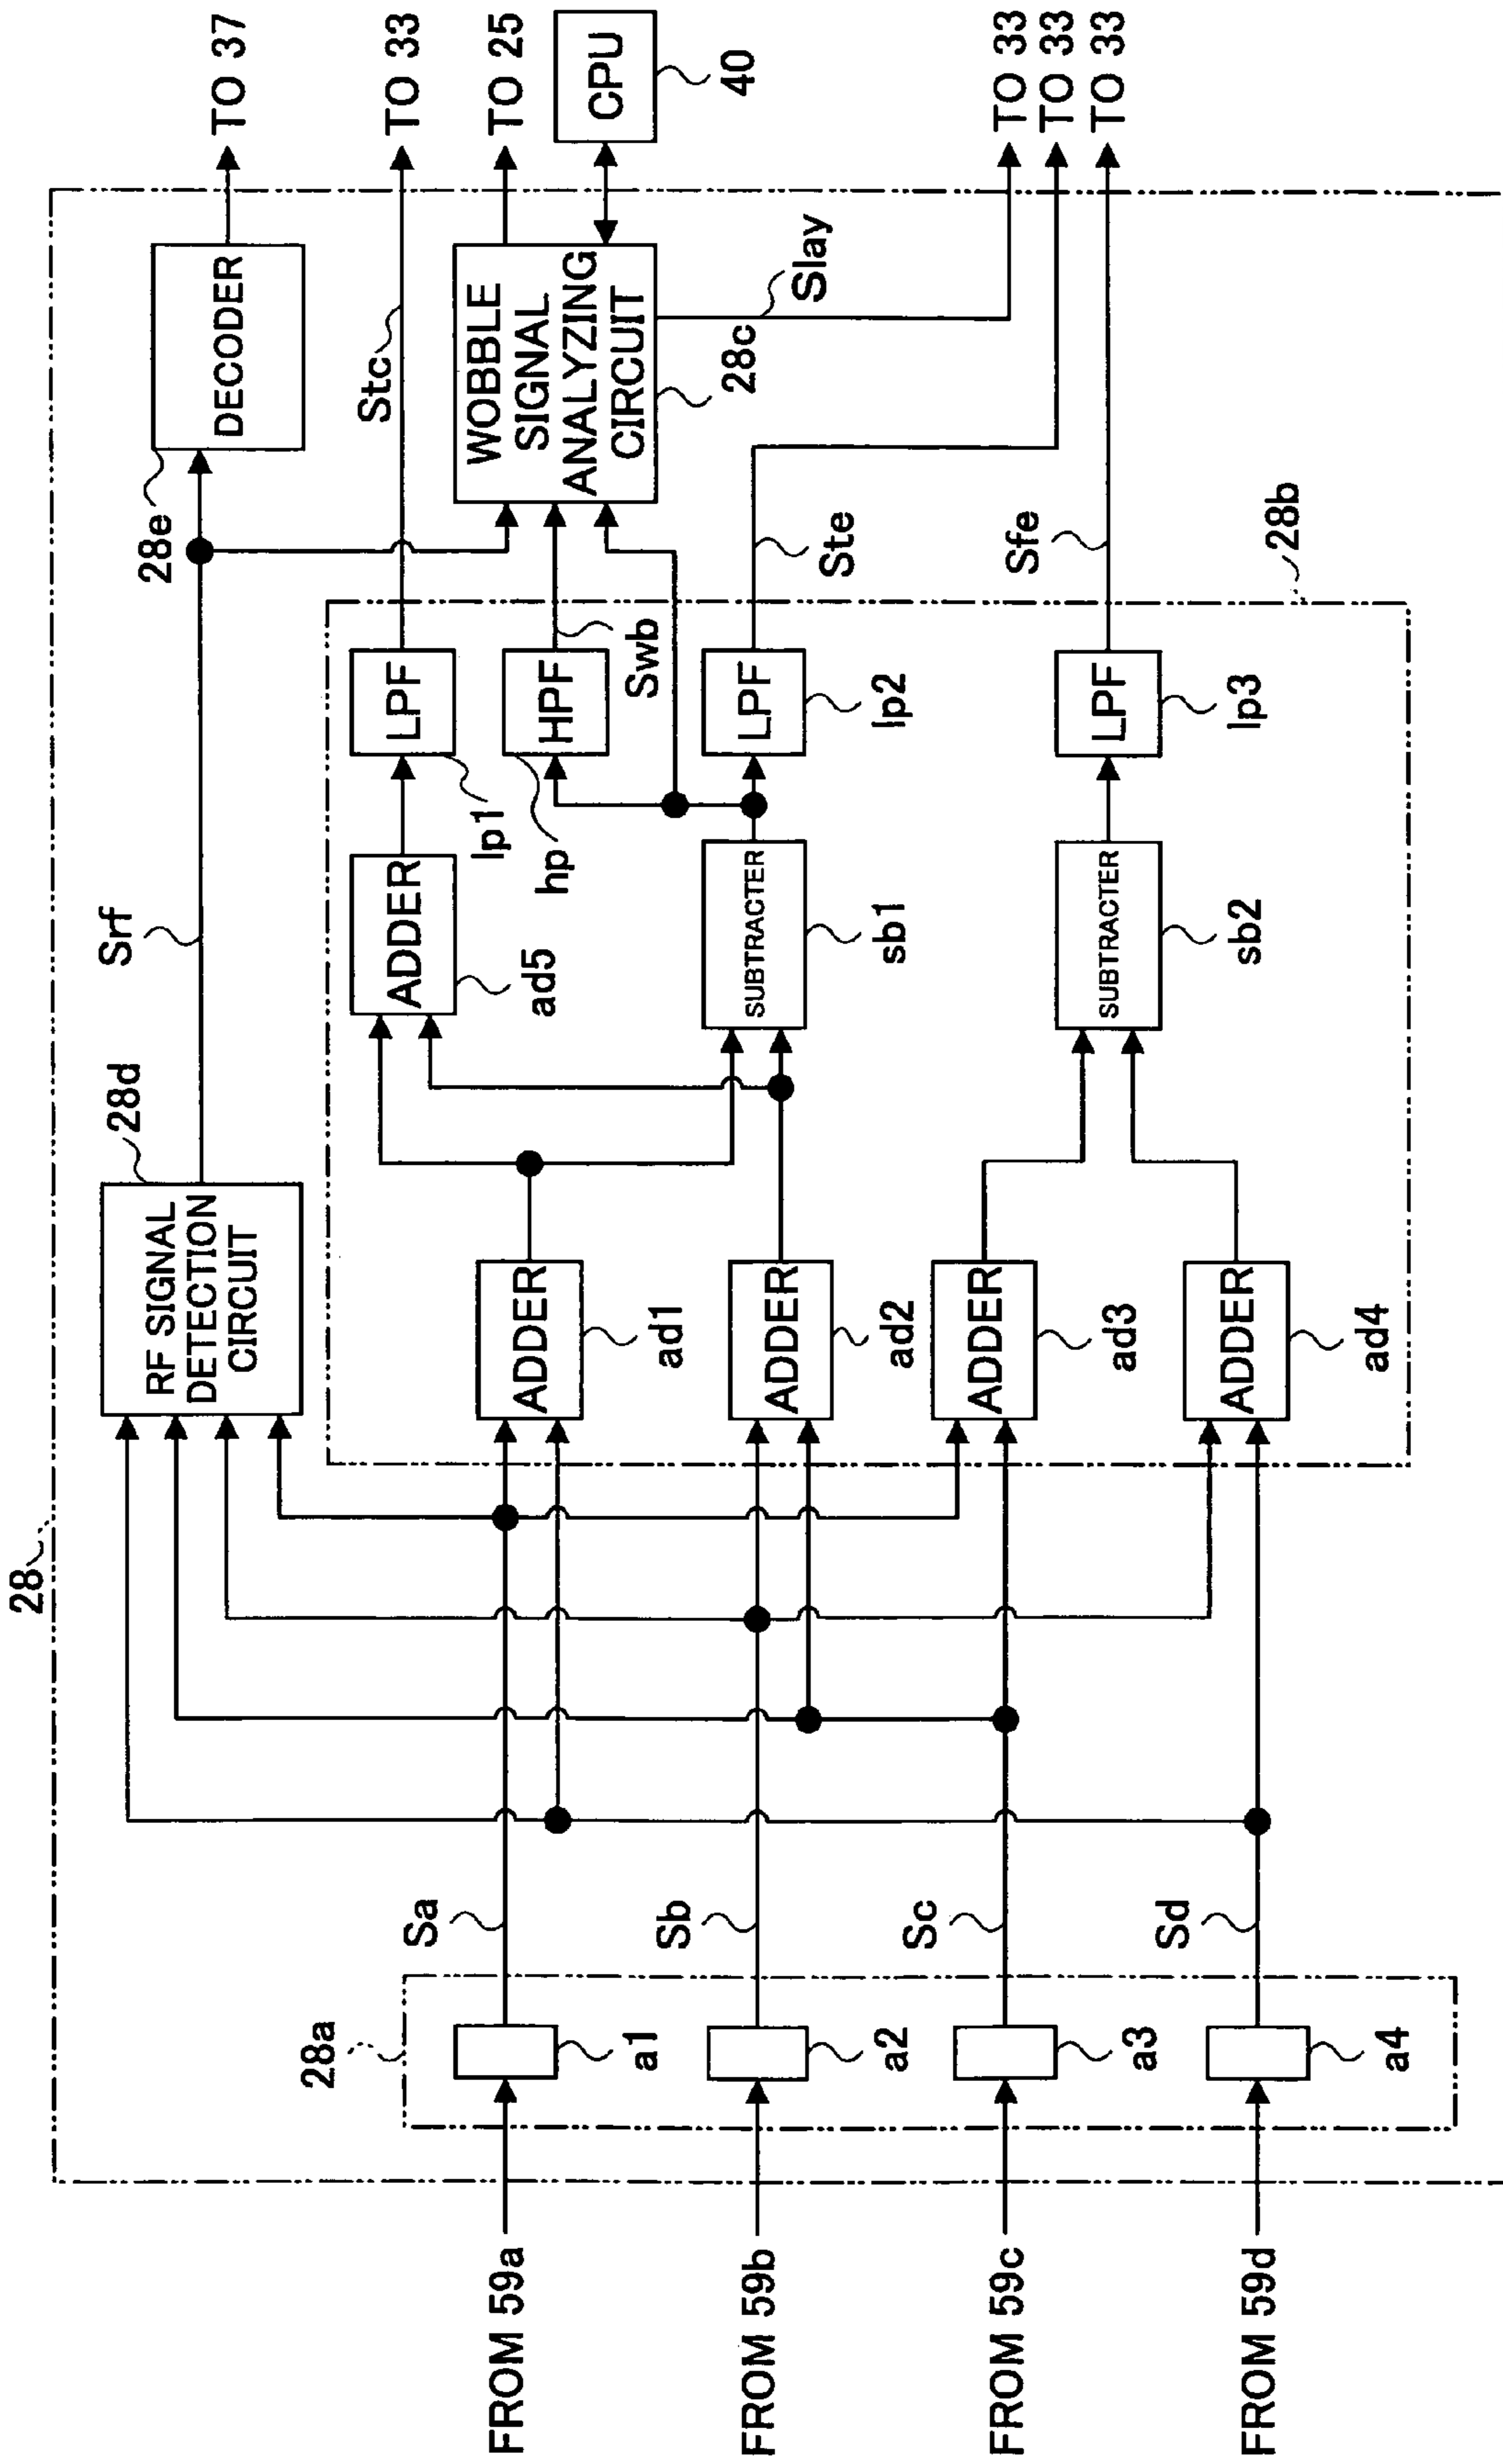 28
FROM 59a
FROM 59b
FROM 59c
FROM 59d
28a
a1
a2
a3
a4
Sa
Sb
Sc
Sd
RF SIGNAL
DETECTION
CIRCUIT
28d
ADDER
ad1
ADDER
ad2
ADDER
ad3
ADDER
ad4
ADDER
ad5
SUBTRACTER
sb1
SUBTRACTER
sb2
LPF
lp1
HPF
hp
LPF
lp2
LPF
lp3
28b
Srf
Stc
Swb
Ste
Sfe
DECODER
28e
WOBBLE
SIGNAL
ANALYZING
CIRCUIT
28c
Slay
CPU
40
TO 37
TO 33
TO 25
TO 33
TO 33
TO 33